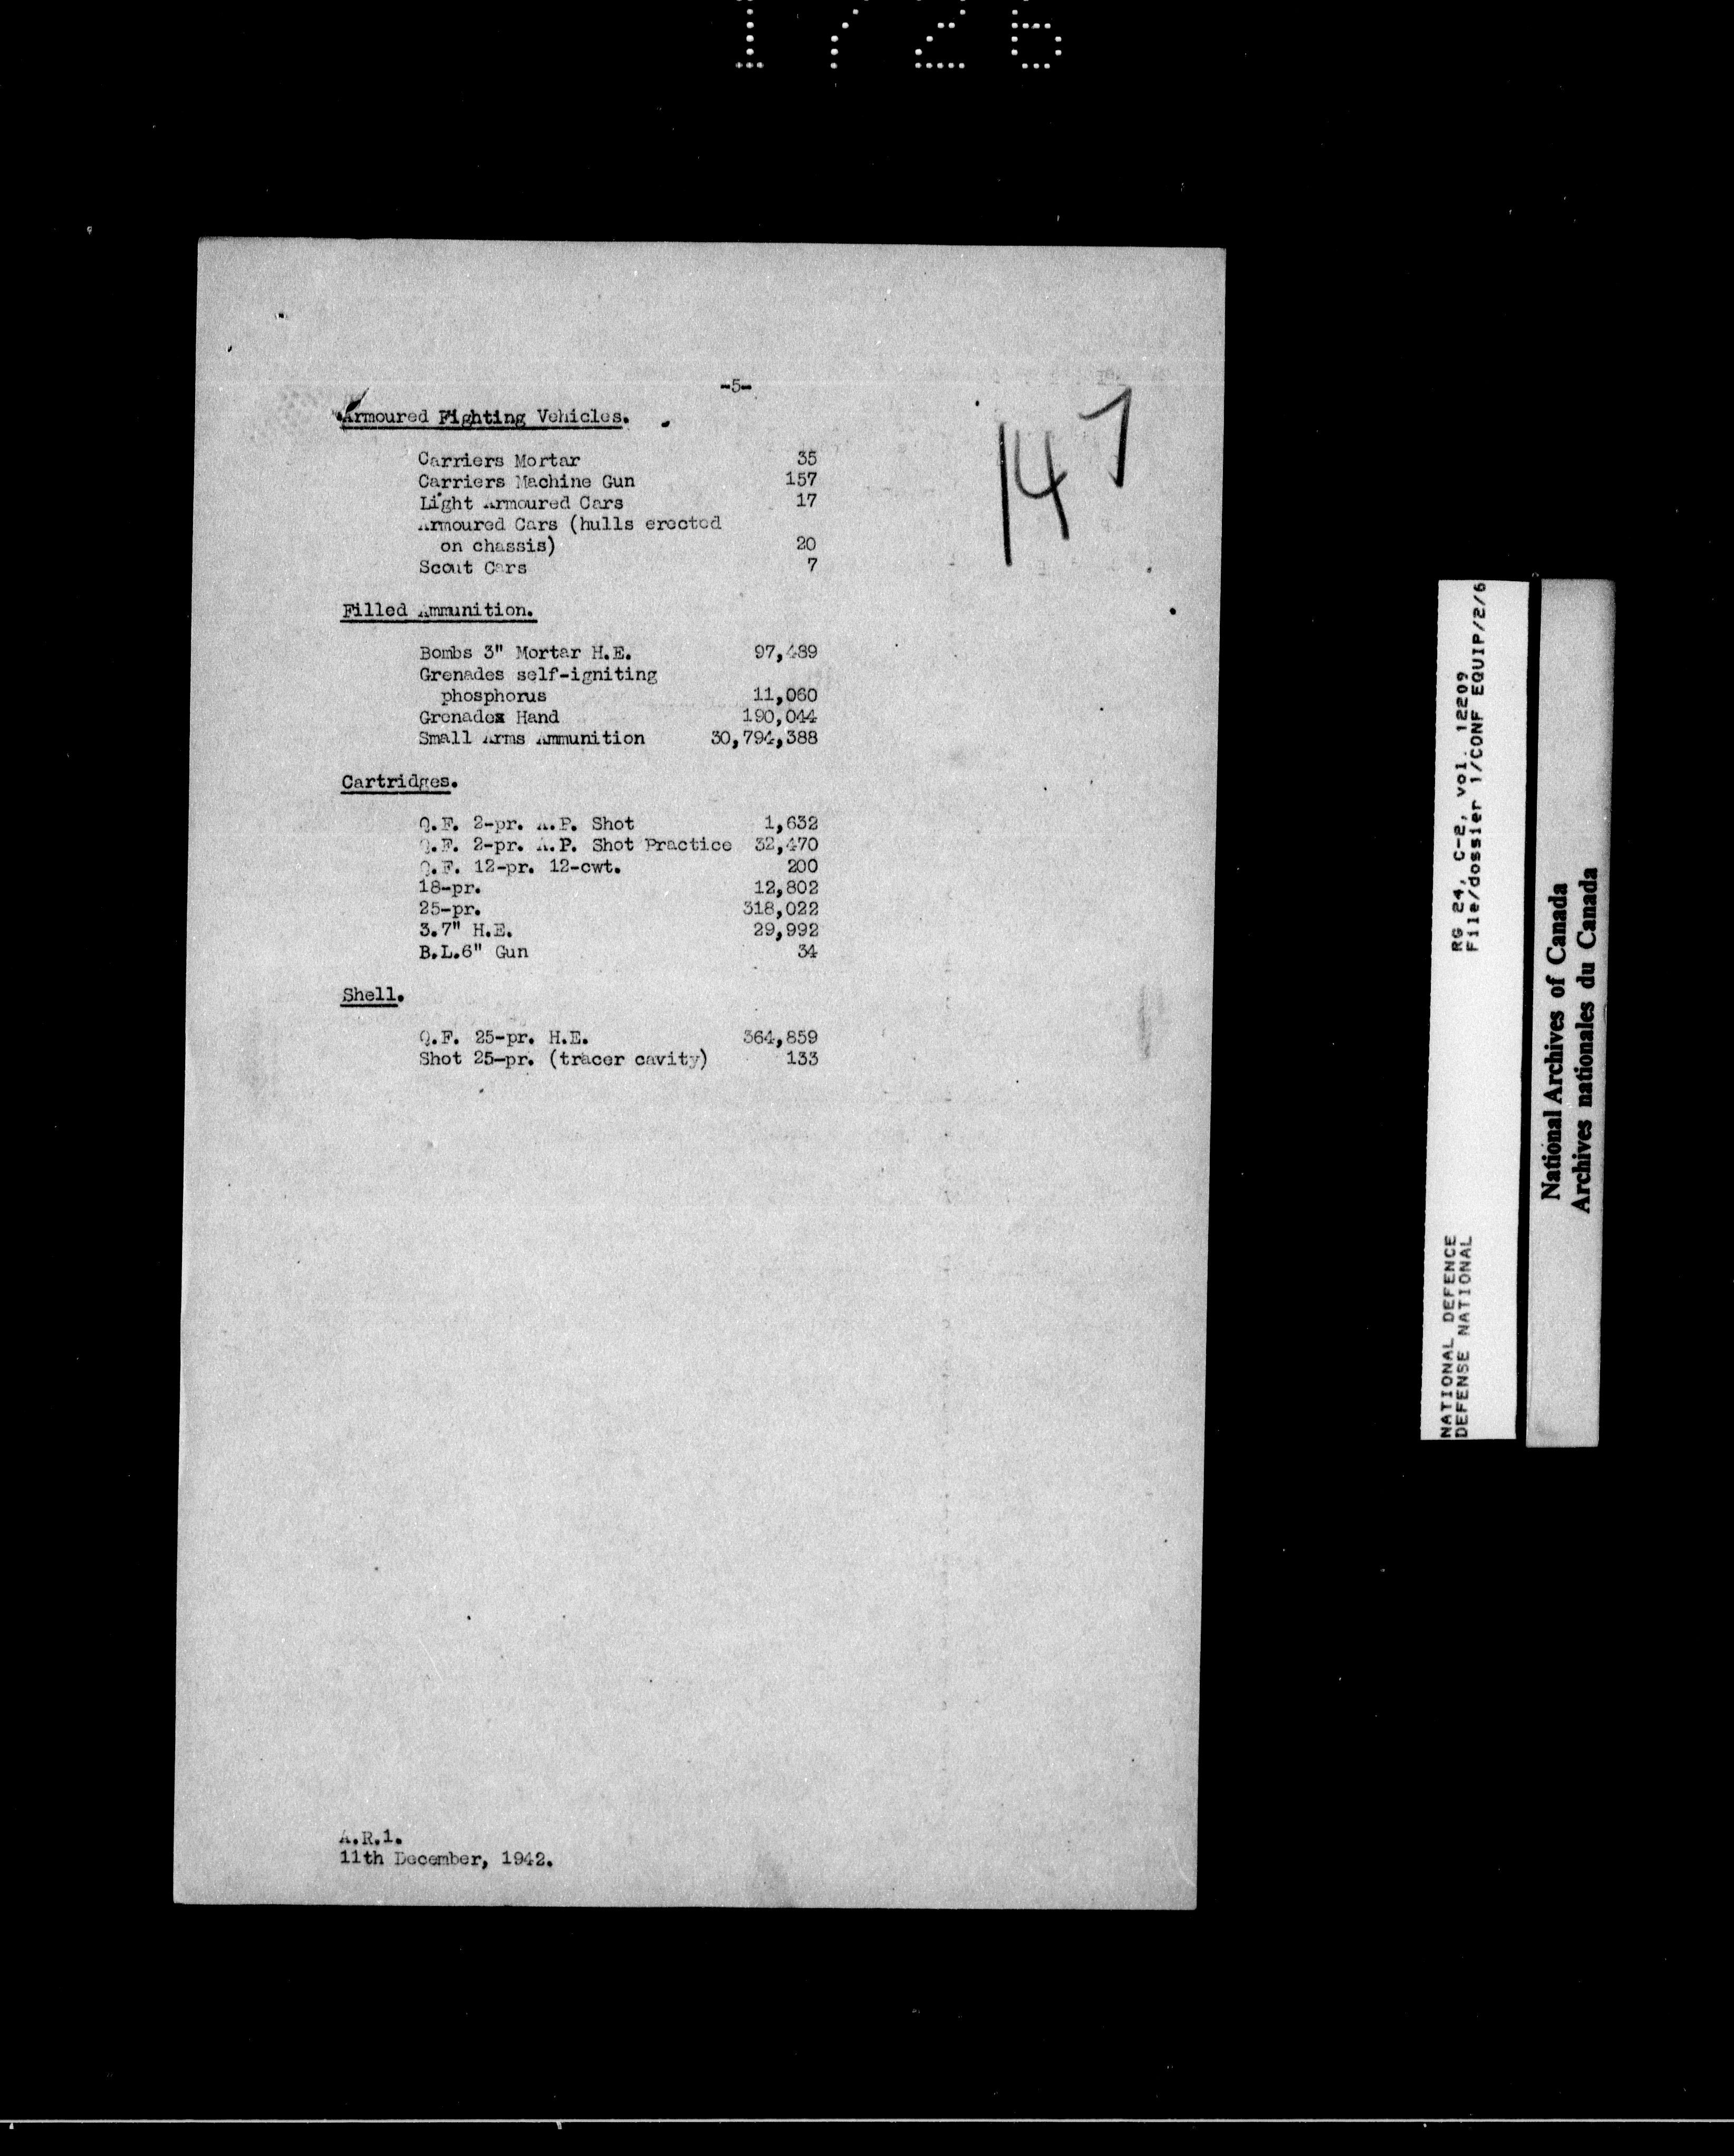 1726
-5-
147
Armoured Fighting Vehicles.
Carriers Mortar 35
Carriers Machine Gun 157
Light Armoured Cars 17
Armoured Cars (hulls erected
on chassis) 20
Scout Cars 7
Filled Ammunition.
Bombs 3" Mortar H.E. 97,489
Grenades self-igniting
phosphorus 11,060
Grenades Hand 190,044
Small Arms Ammunition 30,794,388
Cartridges.
Q.F. 2-pr. A.P. Shot 1,632
Q.F. 2-pr. A.P. Shot Practice 32,470
Q.F. 12-pr. 12-cwt. 200
18-pr. 12,802
25-pr. 318,022
3.7" H.E. 29,992
B.L.6" Gun 34
Shell.
Q.F. 25-pr. H.E. 364,859
Shot 25-pr. (tracer cavity) 133
A.R.1.
11th December, 1942.
NATIONAL DEFENCE RG 24, C-2, vol. 12209
DEFENSE NATIONAL File/dossier 1/CONF EQUIP/2/6
National Archives of Canada
Archives nationales du Canada